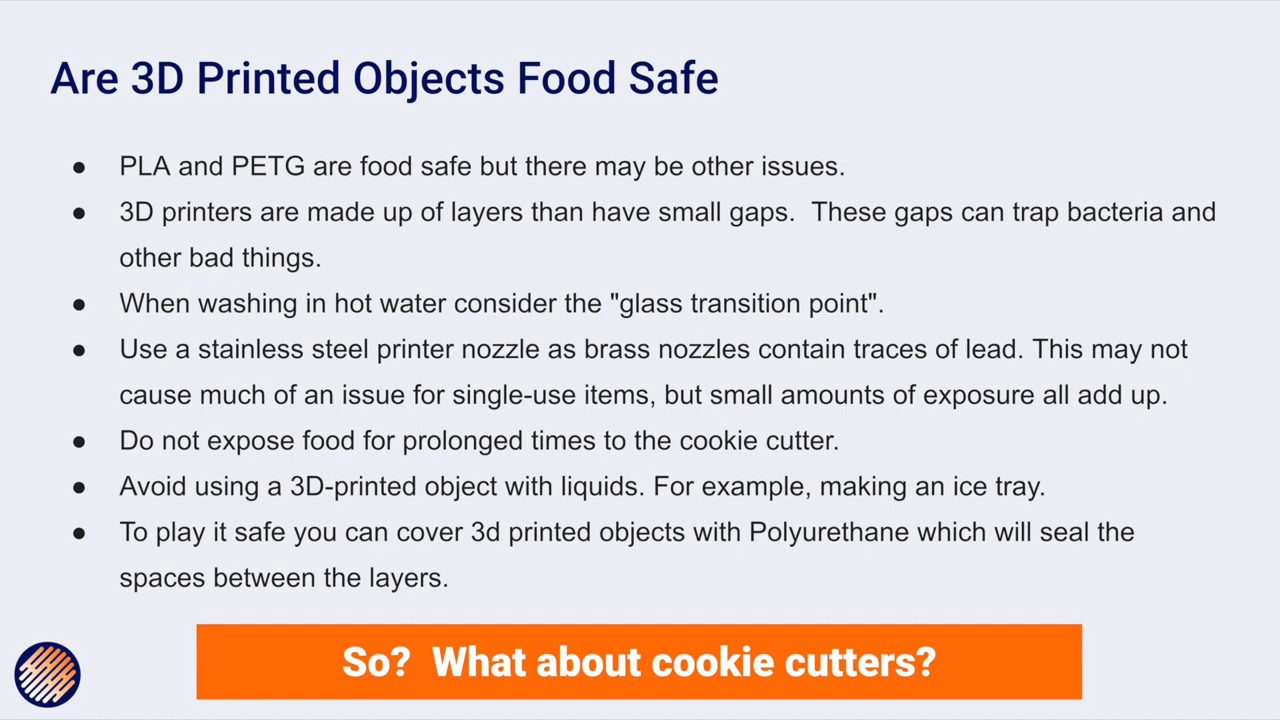 Are 3D Printed Objects Food Safe
● PLA and PETG are food safe but there may be other issues.
● 3D printers are made up of layers than have small gaps.  These gaps can trap bacteria and
other bad things.
● When washing in hot water consider the "glass transition point".
● Use a stainless steel printer nozzle as brass nozzles contain traces of lead. This may not
cause much of an issue for single-use items, but small amounts of exposure all add up.
● Do not expose food for prolonged times to the cookie cutter.
● Avoid using a 3D-printed object with liquids. For example, making an ice tray.
● To play it safe you can cover 3d printed objects with Polyurethane which will seal the
spaces between the layers.
So?  What about cookie cutters?